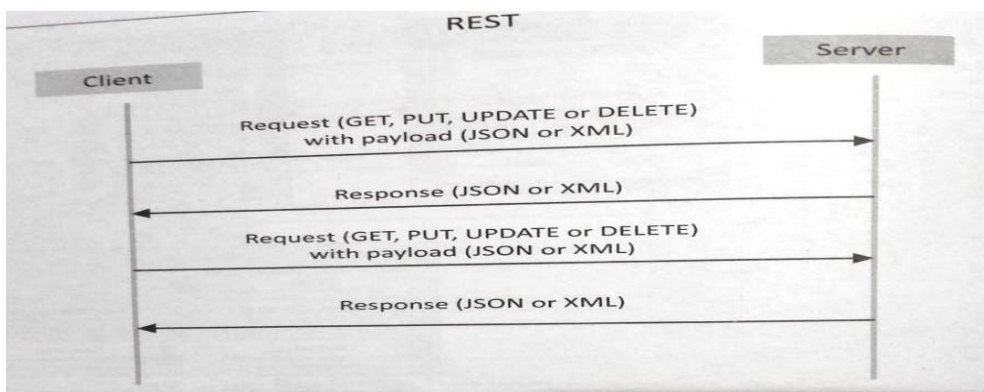 REST
Client
Server
Request (GET, PUT, UPDATE or DELETE)
with payload (JSON or XML)
Response (JSON or XML)
Request (GET, PUT, UPDATE or DELETE)
with payload (JSON or XML)
Response (JSON or XML)